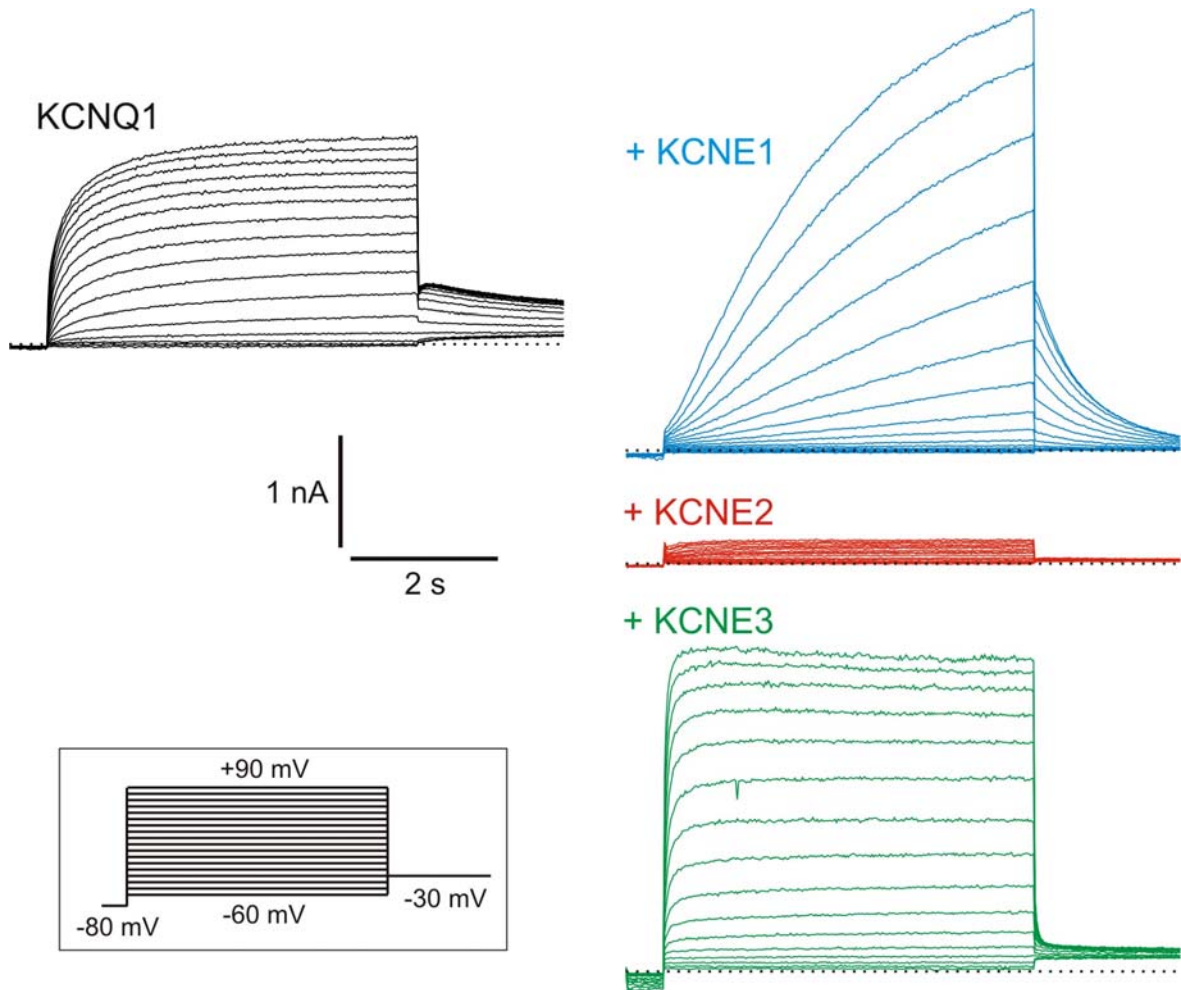 KCNQ1
+ KCNE1
1 nA
2 s
+ KCNE2
+ KCNE3
+90 mV
-80 mV
-60 mV
-30 mV